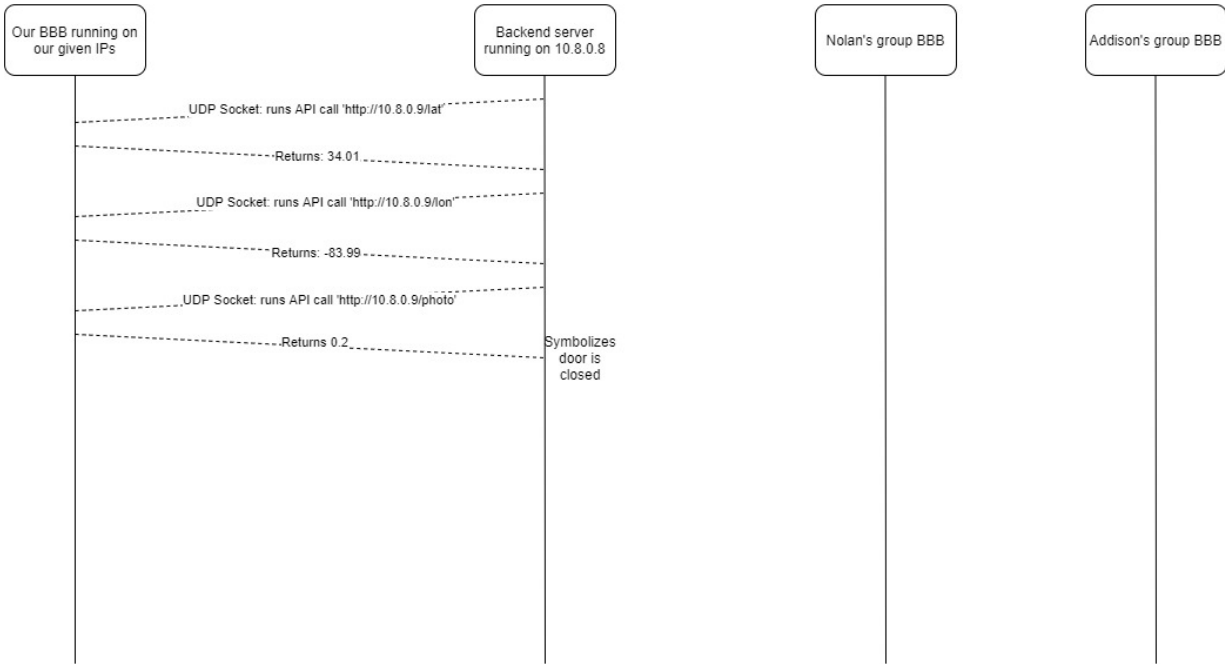 Our BBB running on
our given IPs
Backend server
running on 10.8.0.8
Nolan's group BBB
Addison's group BBB
UDP Socket: runs API call 'http://10.8.0.9/lat'
Returns: 34.01
UDP Socket: runs API call 'http://10.8.0.9/lon'
Returns: -83.99
UDP Socket: runs API call 'http://10.8.0.9/photo'
Returns 0.2
Symbolizes
door is
closed